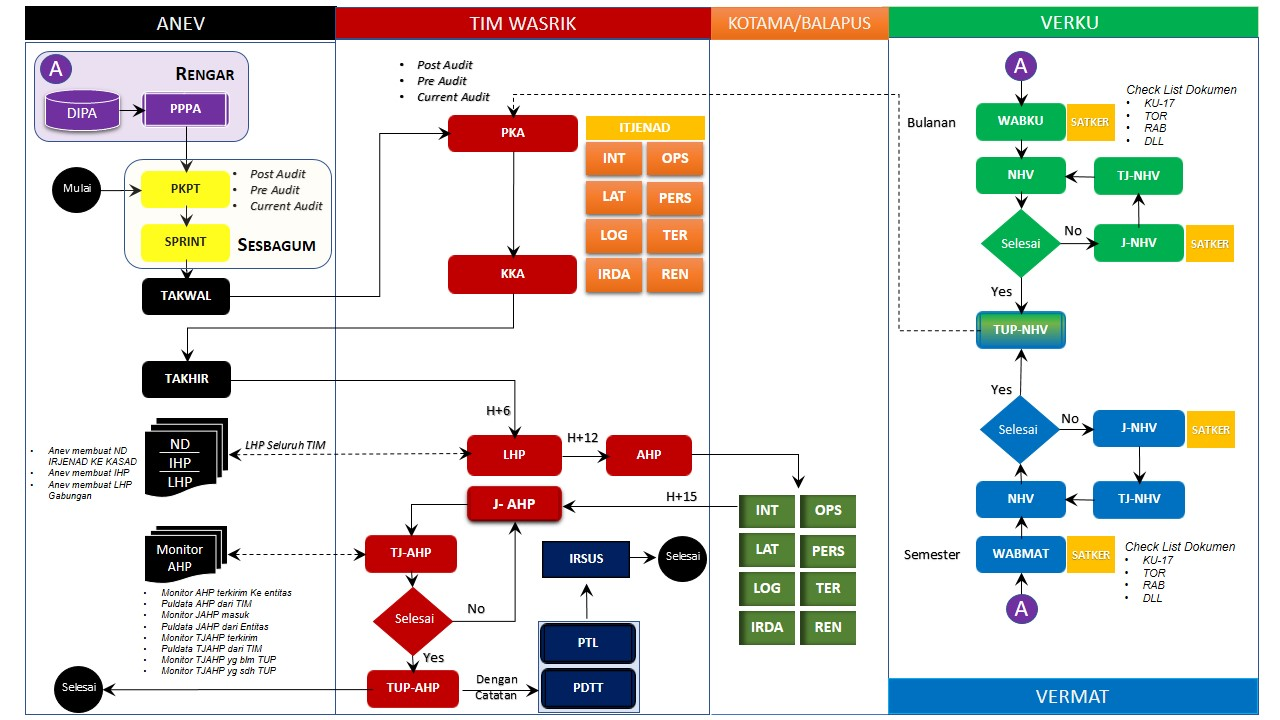 ANEV
TIM WASRIK
KOTAMA/BALAPUS
VERKU
A
RENGAR
DIPA
PPPA
Mulai
PKPT
• Post Audit
• Pre Audit
• Current Audit
SPRINT
SESBAGUM
TAKWAL
TAKHIR
• Anev membuat ND
IRJENAD KE KASAD
• Anev membuat IHP
• Anev membuat LHP
Gabungan
ND
IHP
LHP
LHP Seluruh TIM
Monitor
AHP
• Monitor AHP terkirim Ke entitas
• Puldata AHP dari TIM
• Monitor JAHP masuk
• Puldata JAHP dari Entitas
• Monitor TJAHP terkirim
• Puldata TJAHP dari TIM
• Monitor TJAHP yg blm TUP
• Monitor TJAHP yg sdh TUP
Selesai
• Post Audit
• Pre Audit
• Current Audit
PKA
KKA
ITJENAD
INT
OPS
LAT
PERS
LOG
TER
IRDA
REN
H+6
LHP
H+12
AHP
J- AHP
H+15
TJ-AHP
Selesai
No
Yes
TUP-AHP
Dengan
Catatan
IRSUS
Selesai
PTL
PDTT
INT
OPS
LAT
PERS
LOG
TER
IRDA
REN
A
Bulanan
WABKU
SATKER
Check List Dokumen
• KU-17
• TOR
• RAB
• DLL
NHV
TJ-NHV
Selesai
No
J-NHV
SATKER
Yes
TUP-NHV
Yes
Selesai
No
J-NHV
SATKER
NHV
TJ-NHV
Semester
WABMAT
SATKER
Check List Dokumen
• KU-17
• TOR
• RAB
• DLL
A
VERMAT